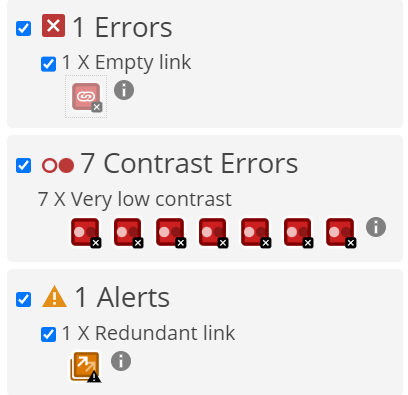 1 Errors
1 X Empty link
7 Contrast Errors
7 X Very low contrast
1 Alerts
1 X Redundant link